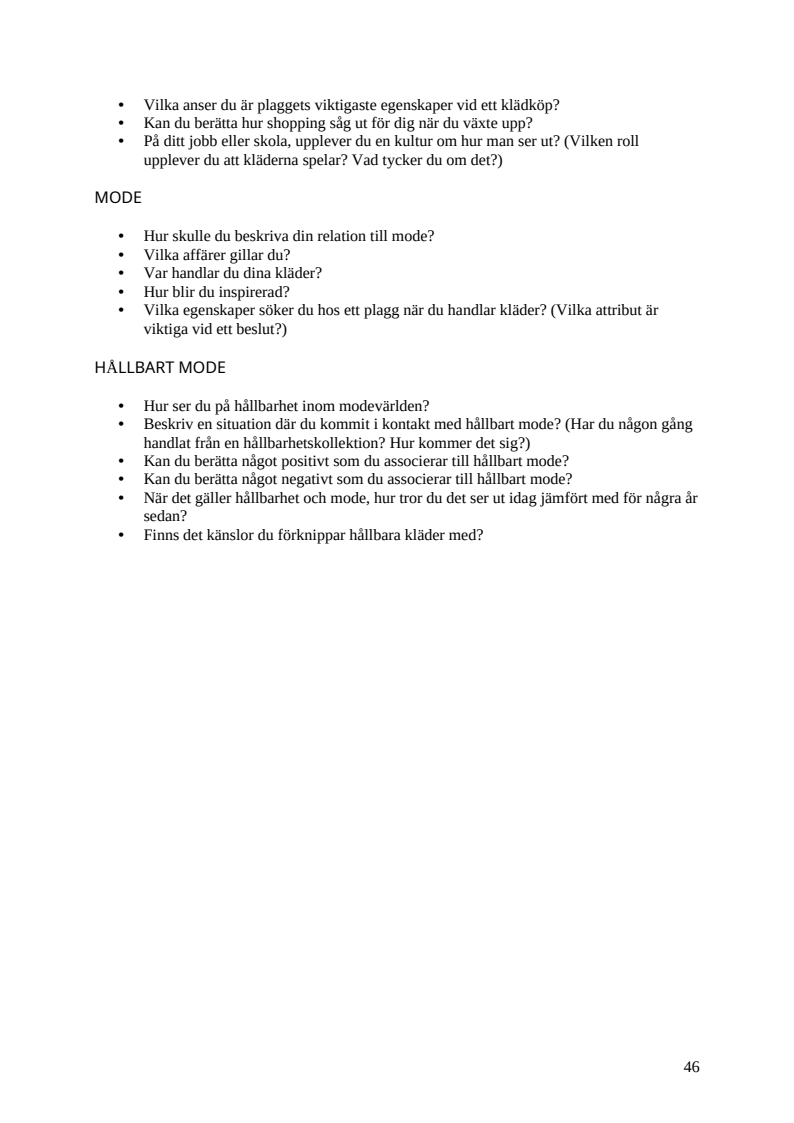 • Vilka anser du är plaggets viktigaste egenskaper vid ett klädköp?
• Kan du berätta hur shopping såg ut för dig när du växte upp?
• På ditt jobb eller skola, upplever du en kultur om hur man ser ut? (Vilken roll
upplever du att kläderna spelar? Vad tycker du om det?)
MODE
• Hur skulle du beskriva din relation till mode?
• Vilka affärer gillar du?
• Var handlar du dina kläder?
• Hur blir du inspirerad?
• Vilka egenskaper söker du hos ett plagg när du handlar kläder? (Vilka attribut är
viktiga vid ett beslut?)
HÅLLBART MODE
• Hur ser du på hållbarhet inom modevärlden?
• Beskriv en situation där du kommit i kontakt med hållbart mode? (Har du någon gång
handlat från en hållbarhetskollektion? Hur kommer det sig?)
• Kan du berätta något positivt som du associerar till hållbart mode?
• Kan du berätta något negativt som du associerar till hållbart mode?
• När det gäller hållbarhet och mode, hur tror du det ser ut idag jämfört med för några år
sedan?
• Finns det känslor du förknippar hållbara kläder med?
46